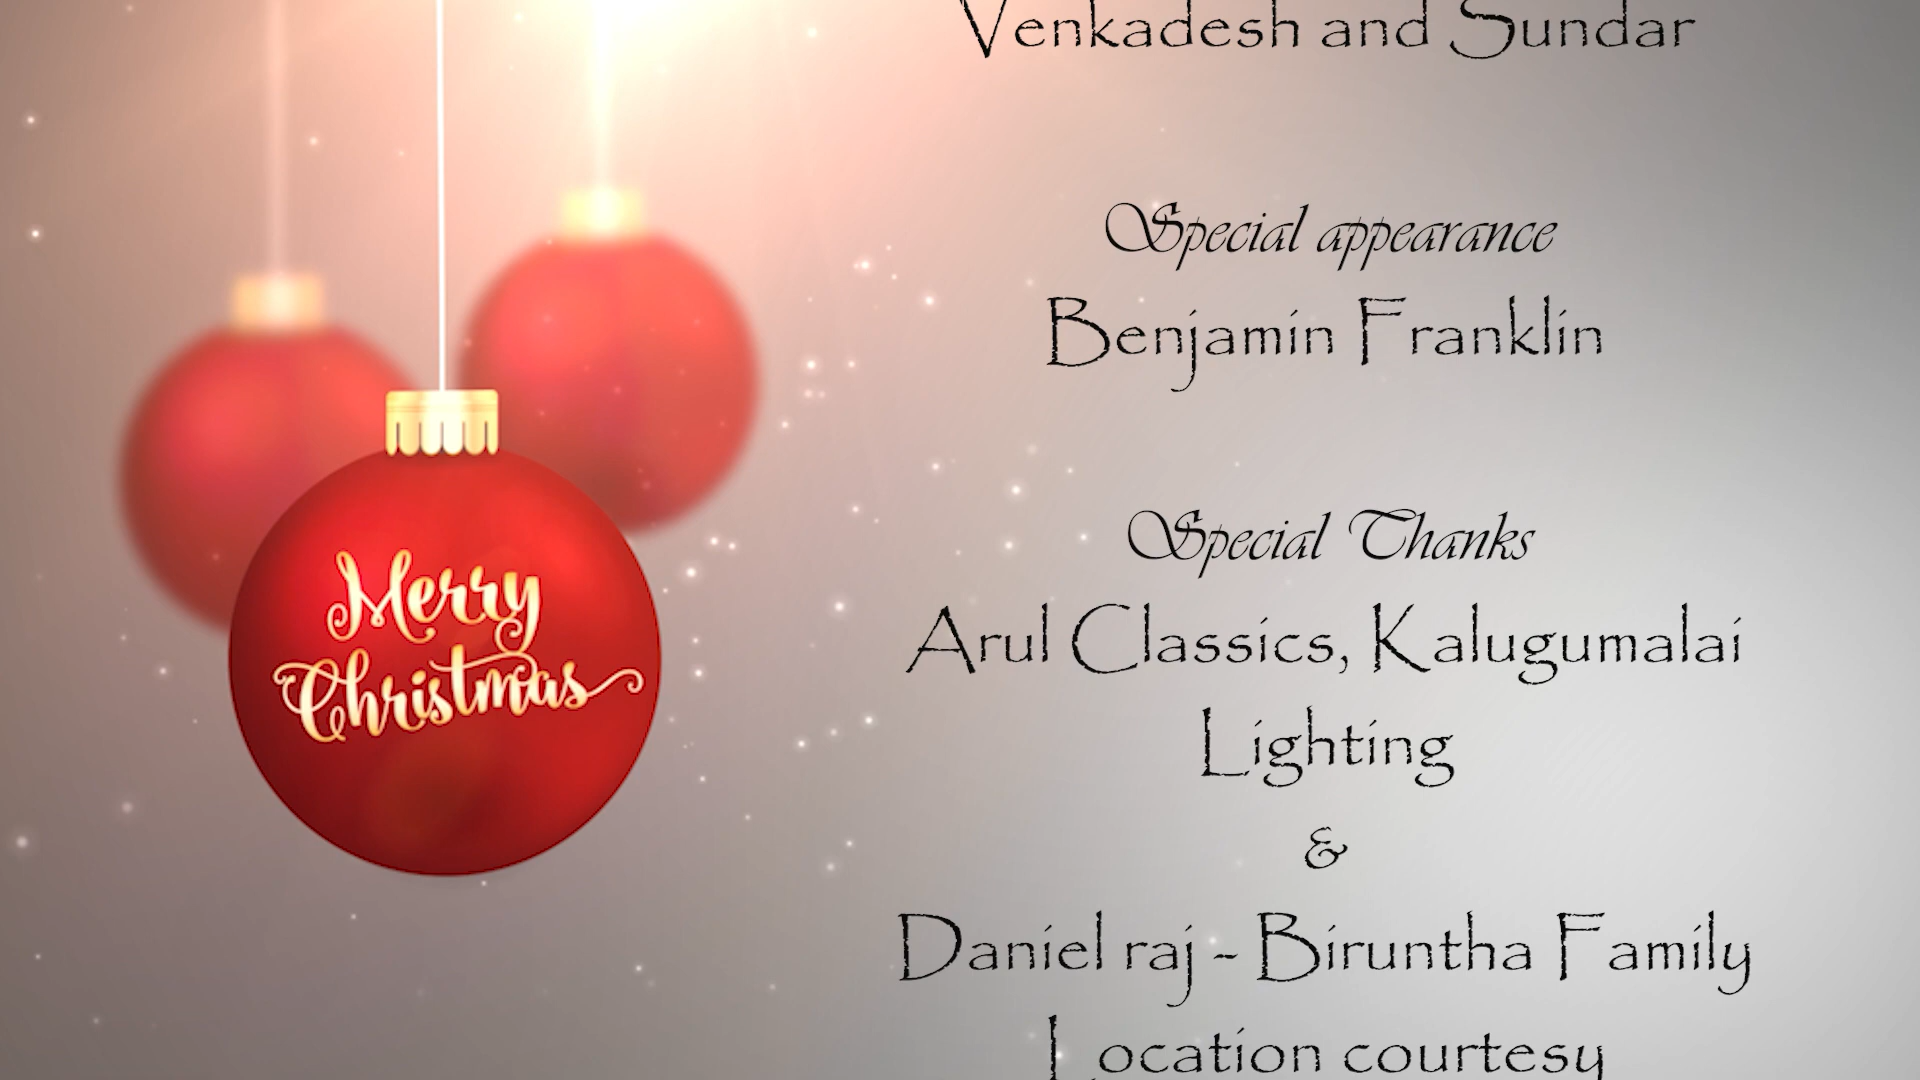 Venkadesh and Sundar
Special appearance
Benjamin Franklin
Special Thanks
Arul Classics, Kalugumalai
Lighting
&
Daniel raj - Biruntha Family
Location courtesy
Merry
Christmas